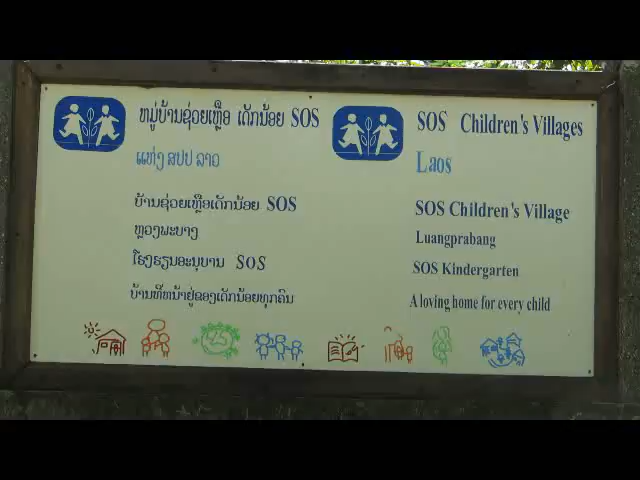 ໝູ່ບ້ານຊ່ວຍເຫຼືອ ເດັກນ້ອຍ SOS
ແຫ່ງ ສປປ ລາວ
ບ້ານຊ່ວຍເຫຼືອເດັກນ້ອຍ SOS
ຫຼວງພະບາງ
ໂຮງຮຽນອະນຸບານ SOS
ບ້ານທີ່ໜ້າຢູ່ຂອງເດັກນ້ອຍທຸກຄົນ
SOS Children's Villages
Laos
SOS Children's Village
Luangprabang
SOS Kindergarten
A loving home for every child